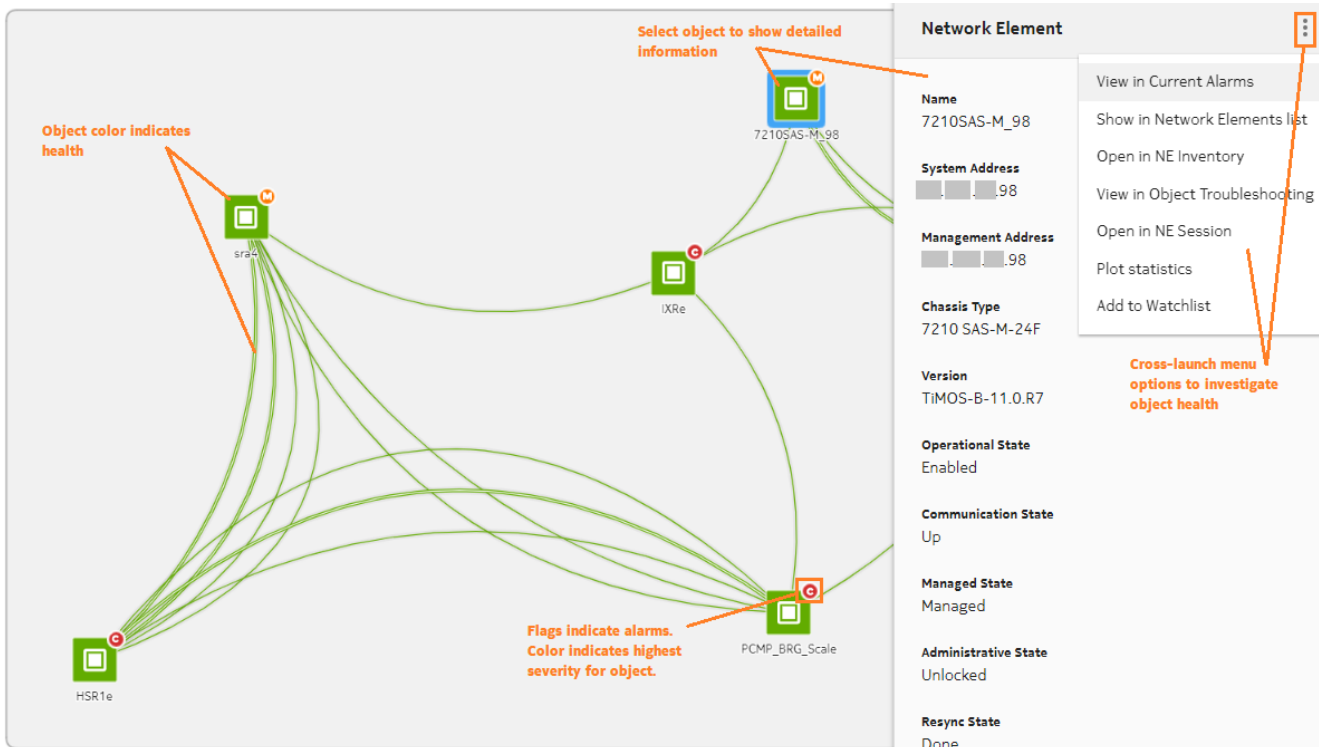 Select object to show detailed
information
M
7210SAS-M_98
Object color indicates
health
M
sra4
C
IXRe
C
PCMP_BRG_Scale
Flags indicate alarms.
Color indicates highest
severity for object.
C
HSR1e
Network Element
Name
7210SAS-M_98
System Address
. . .98
Management Address
. . .98
Chassis Type
7210 SAS-M-24F
Version
TiMOS-B-11.0.R7
Operational State
Enabled
Communication State
Up
Managed State
Managed
Administrative State
Unlocked
Resync State
Done
View in Current Alarms
Show in Network Elements list
Open in NE Inventory
View in Object Troubleshooting
Open in NE Session
Plot statistics
Add to Watchlist
Cross-launch menu
options to investigate
object health